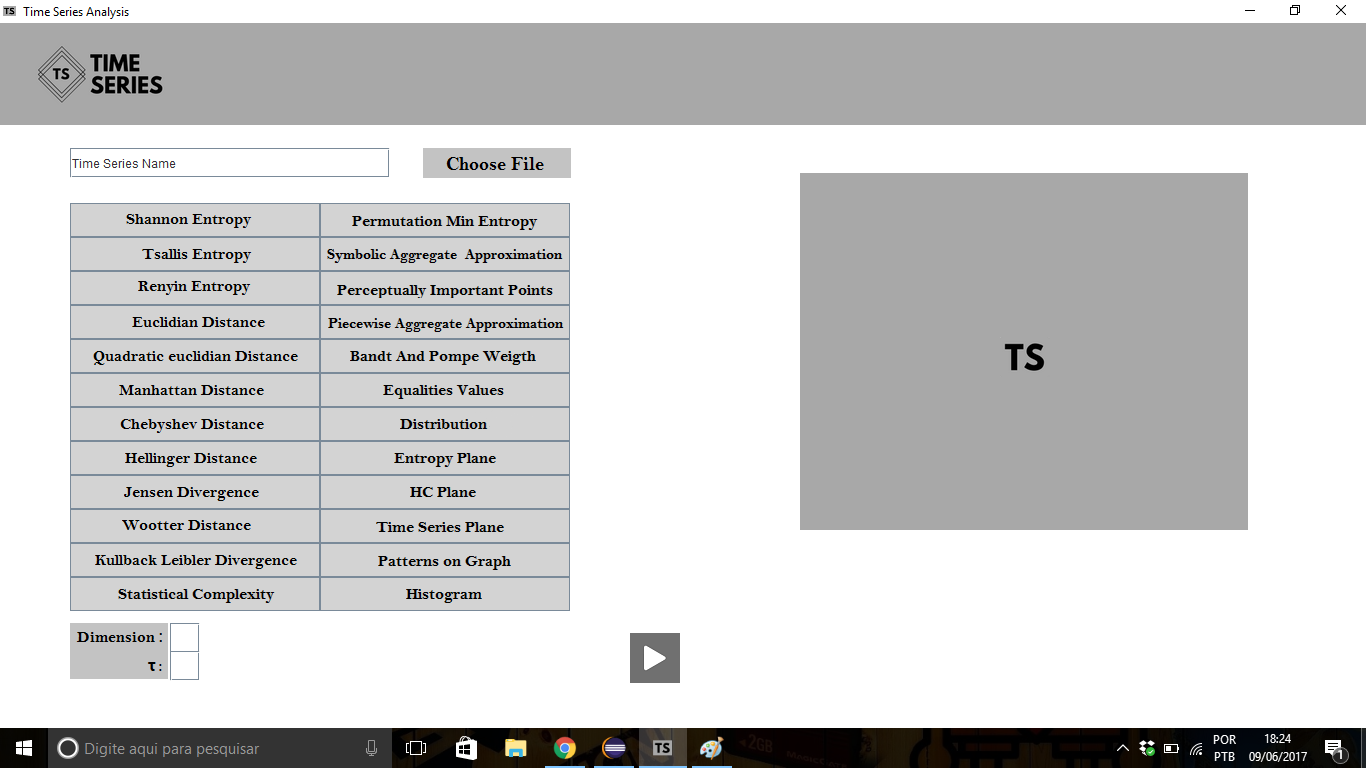 TS Time Series Analysis
TS TIME
SERIES
Time Series Name
Choose File
Shannon Entropy
Permutation Min Entropy
Tsallis Entropy
Symbolic Aggregate  Approximation
Renyin Entropy
Perceptually Important Points
Euclidian Distance
Piecewise Aggregate Approximation
Quadratic euclidian Distance
Bandt And Pompe Weigth
Manhattan Distance
Equalities Values
Chebyshev Distance
Distribution
Hellinger Distance
Entropy Plane
Jensen Divergence
HC Plane
Wootter Distance
Time Series Plane
Kullback Leibler Divergence
Patterns on Graph
Statistical Complexity
Histogram
TS
Dimension :
τ :
Digite aqui para pesquisar
TS
2GB
POR
PTB
18:24
09/06/2017
1